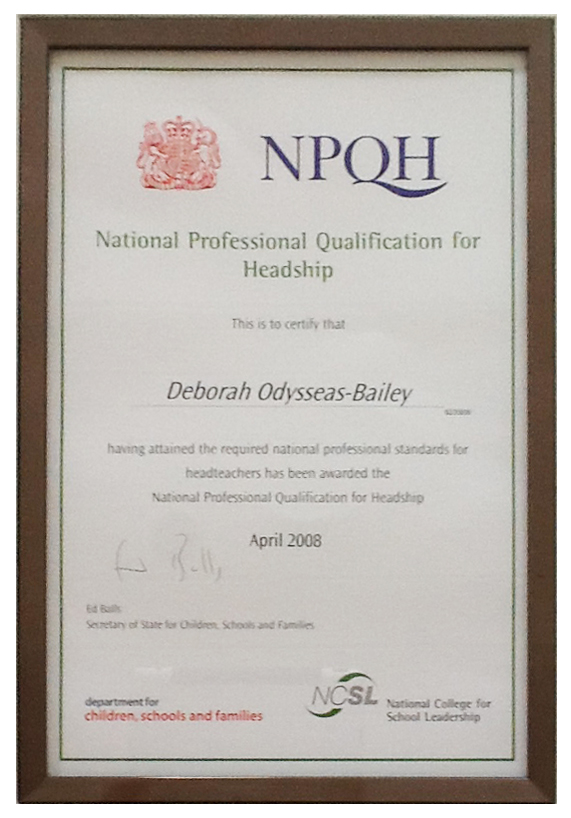 NPQH
National Professional Qualification for
Headship
This is to certify that
Deborah Odysseas-Bailey
having attained the required national professional standards for
headteachers has been awarded the
National Professional Qualification for Headship
April 2008
Ed Balls
Ed Balls
Secretary of State for Children, Schools and Families
department for
children, schools and families
NCSL
National College for
School Leadership